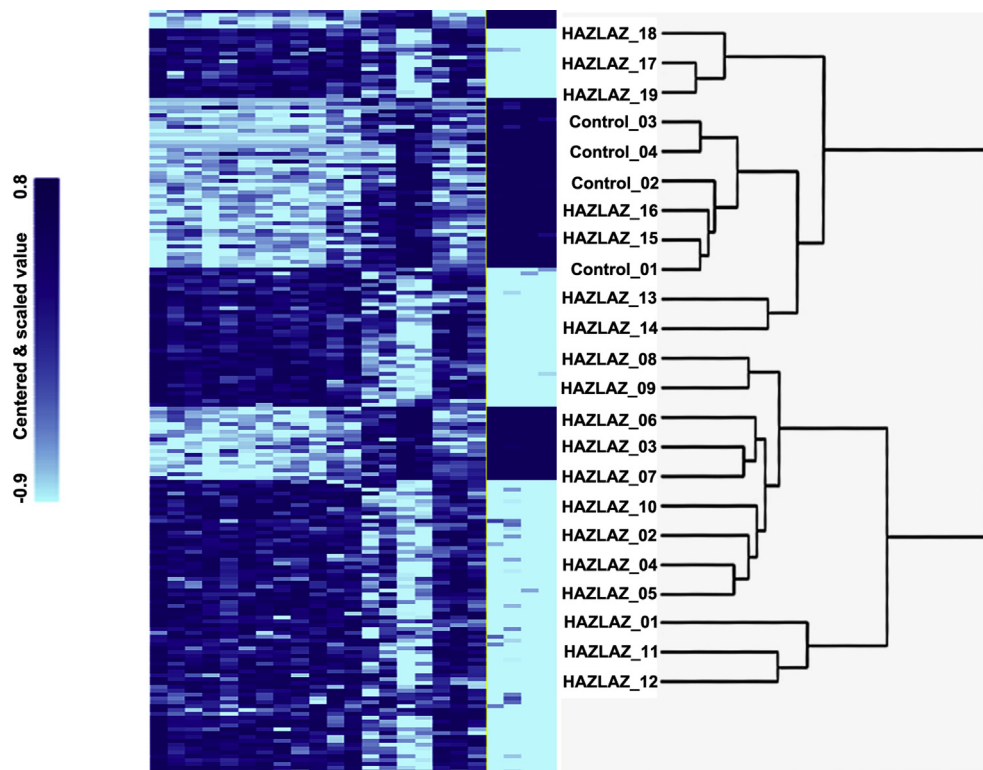 0.8
Centered & scaled value
-0.9
HAZLAZ_18
HAZLAZ_17
HAZLAZ_19
Control_03
Control_04
Control_02
HAZLAZ_16
HAZLAZ_15
Control_01
HAZLAZ_13
HAZLAZ_14
HAZLAZ_08
HAZLAZ_09
HAZLAZ_06
HAZLAZ_03
HAZLAZ_07
HAZLAZ_10
HAZLAZ_02
HAZLAZ_04
HAZLAZ_05
HAZLAZ_01
HAZLAZ_11
HAZLAZ_12